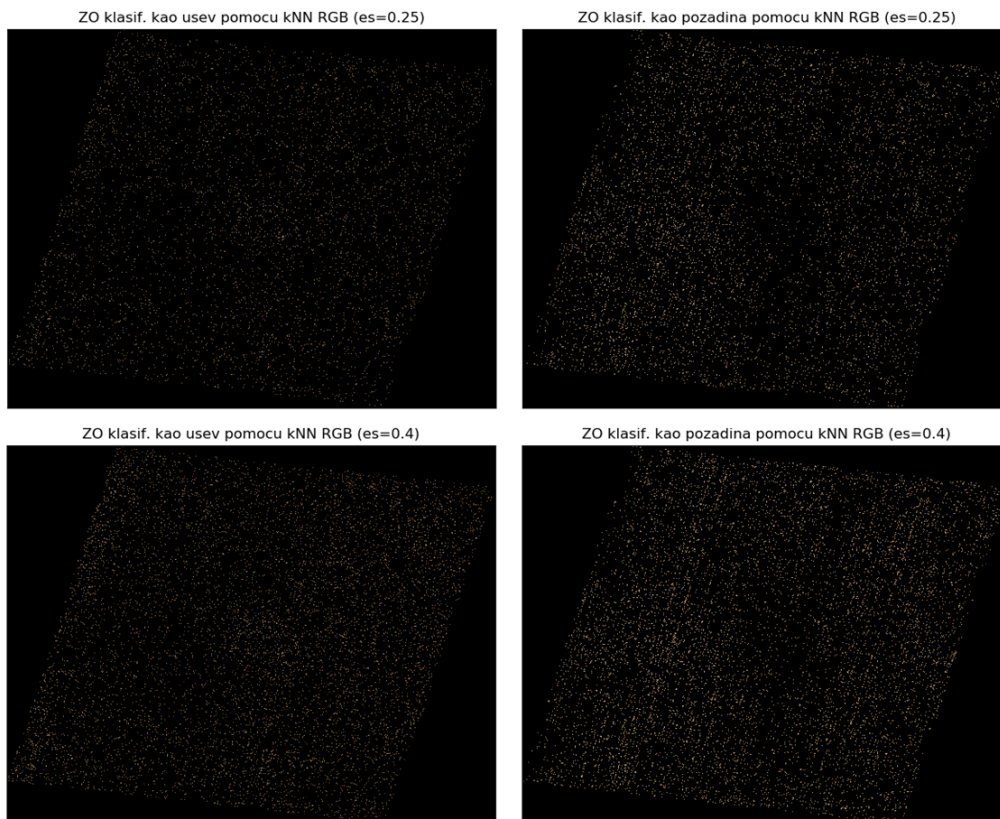 ZO klasif. kao usev pomocu kNN RGB (es=0.25)
ZO klasif. kao pozadina pomocu kNN RGB (es=0.25)
ZO klasif. kao usev pomocu kNN RGB (es=0.4)
ZO klasif. kao pozadina pomocu kNN RGB (es=0.4)